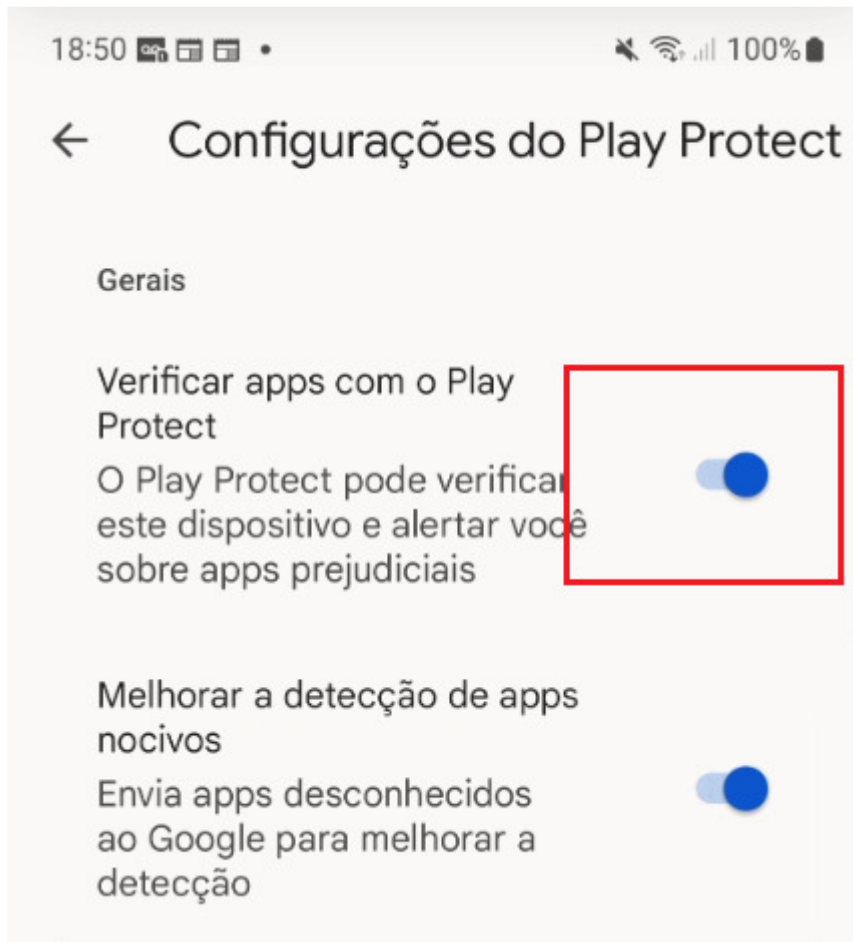 18:50 100%
Configurações do Play Protect
Gerais
Verificar apps com o Play
Protect
O Play Protect pode verificar
este dispositivo e alertar você
sobre apps prejudiciais
Melhorar a detecção de apps
nocivos
Envia apps desconhecidos
ao Google para melhorar a
detecção